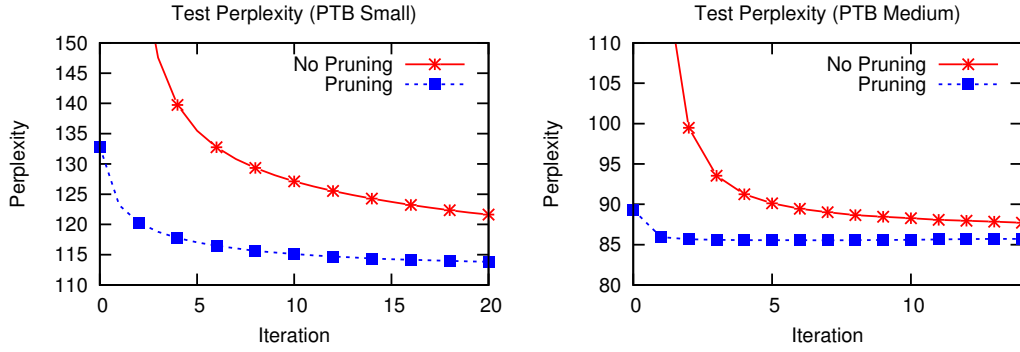 Test Perplexity (PTB Small)
150
145
140
135
130
125
120
115
110
0
5
10
15
20
Perplexity
Iteration
No Pruning
Pruning
Test Perplexity (PTB Medium)
110
105
100
95
90
85
80
0
5
10
Perplexity
Iteration
No Pruning
Pruning